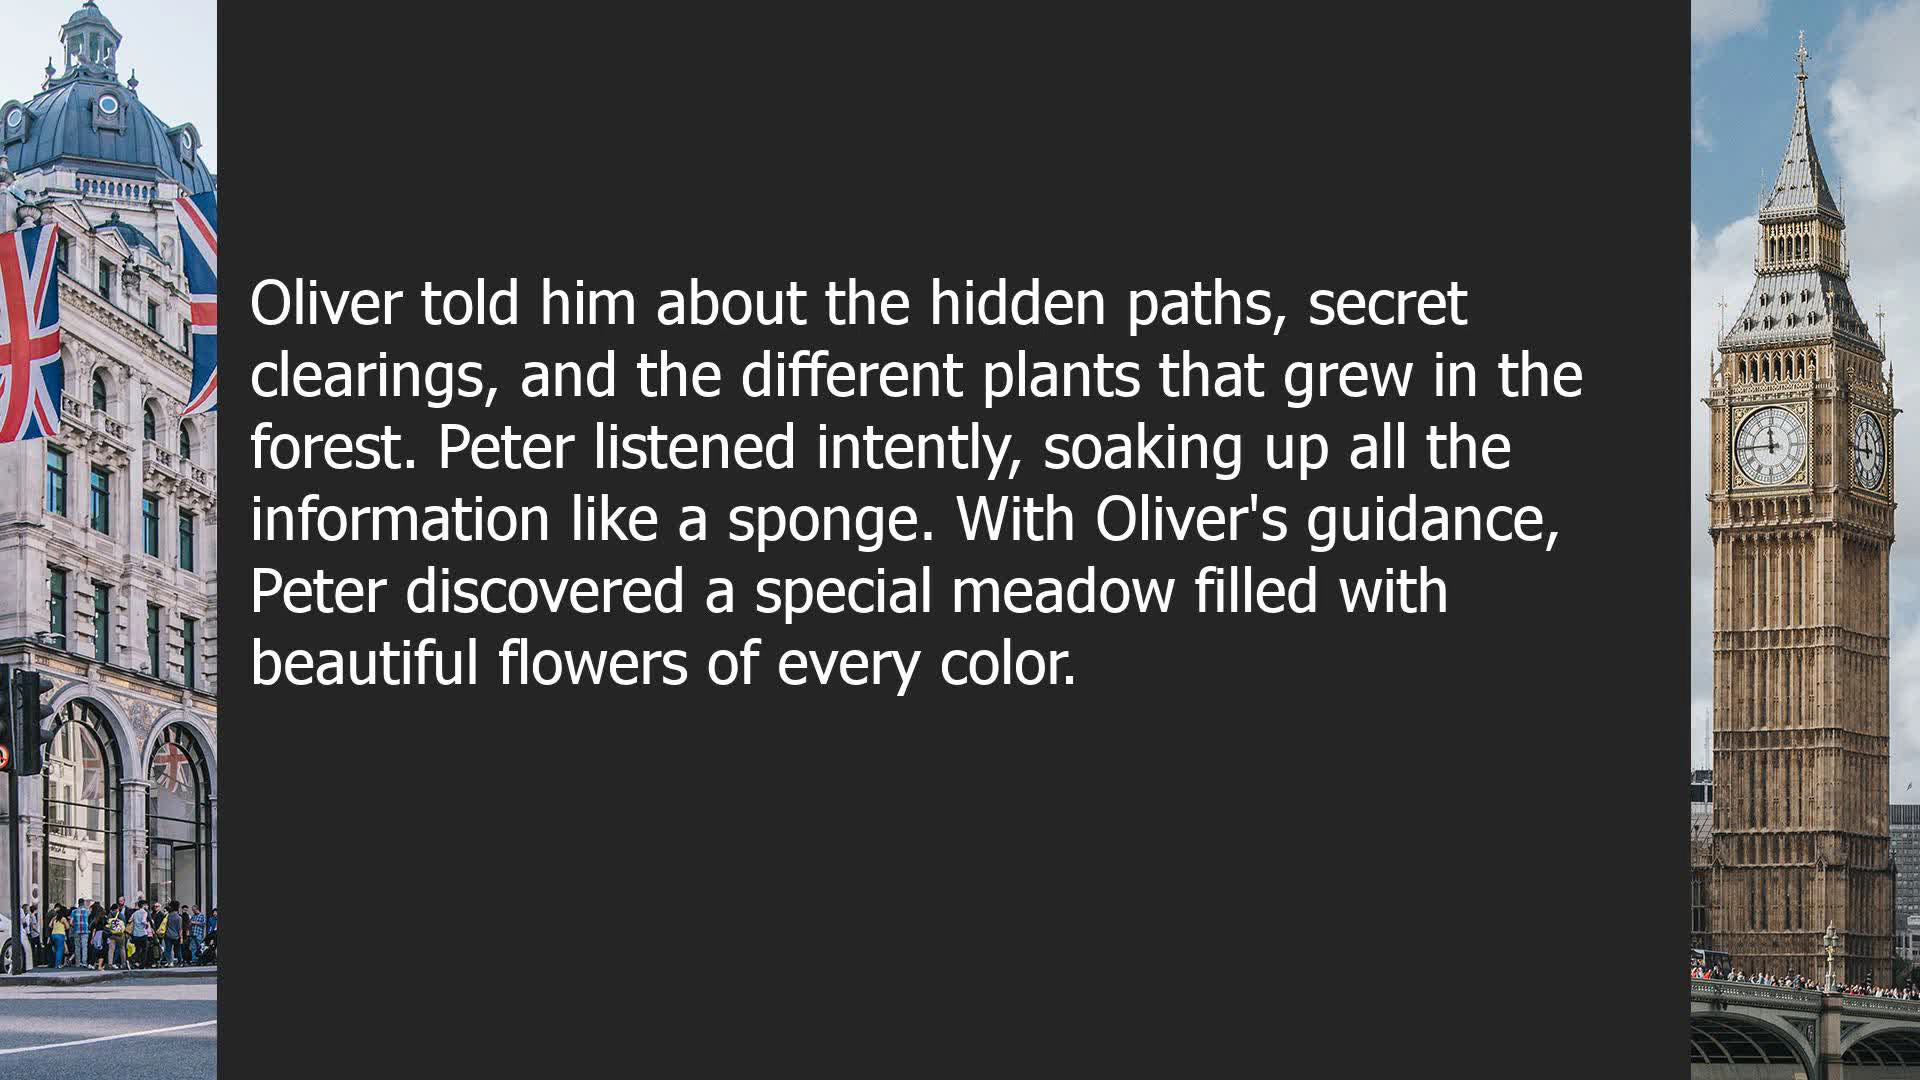 Oliver told him about the hidden paths, secret
clearings, and the different plants that grew in the
forest. Peter listened intently, soaking up all the
information like a sponge. With Oliver's guidance,
Peter discovered a special meadow filled with
beautiful flowers of every color.